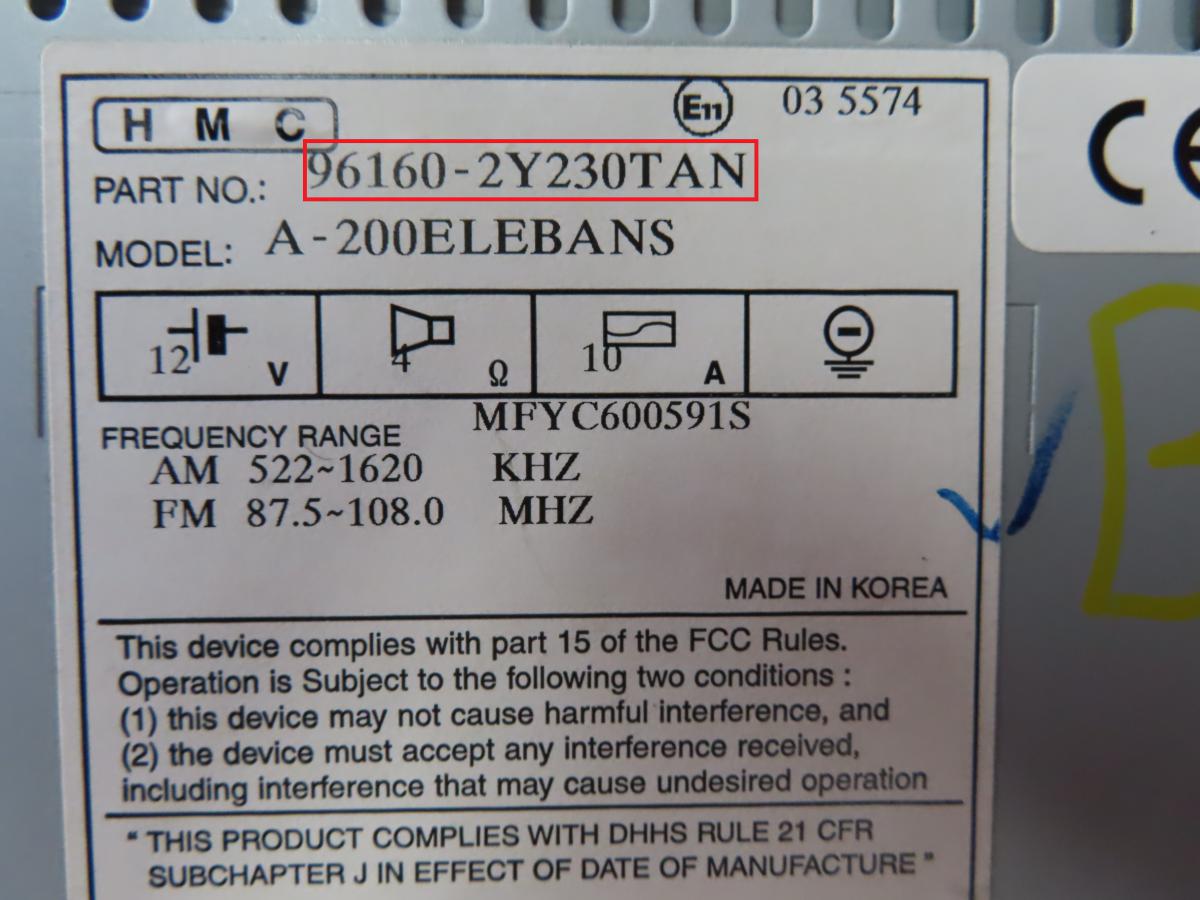 H M C
E11 03 5574
PART NO.: 96160-2Y230TAN
MODEL: A-200ELEBANS
12 V 4 Ω 10 A
MFYC600591S
FREQUENCY RANGE
AM 522~1620 KHZ
FM 87.5~108.0 MHZ
MADE IN KOREA
This device complies with part 15 of the FCC Rules.
Operation is Subject to the following two conditions :
(1) this device may not cause harmful interference, and
(2) the device must accept any interference received,
including interference that may cause undesired operation
" THIS PRODUCT COMPLIES WITH DHHS RULE 21 CFR
SUBCHAPTER J IN EFFECT OF DATE OF MANUFACTURE "
CE